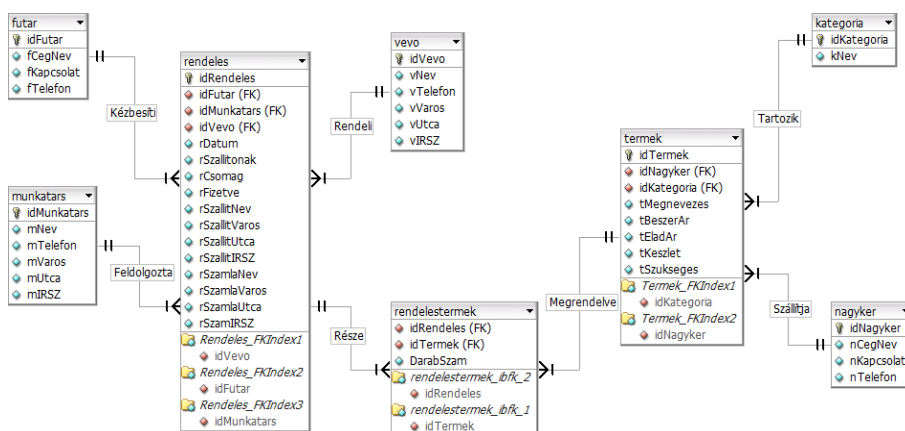 futar
idFutar
fCegNev
fKapcsolat
fTelefon
Kézbesíti
munkatars
idMunkatars
mNev
mTelefon
mVaros
mUtca
mIRSZ
Feldolgozta
rendeles
idRendeles
idFutar (FK)
idMunkatars (FK)
idVevo (FK)
rDatum
rSzallitonak
rCsomag
rFizetve
rSzallitNev
rSzallitVaros
rSzallitUtca
rSzallitIRSZ
rSzamlaNev
rSzamlaVaros
rSzamlaUtca
rSzamIRSZ
Rendeles_FKIndex1
idVevo
Rendeles_FKIndex2
idFutar
Rendeles_FKIndex3
idMunkatars
Rendeli
Része
vevo
idVevo
vNev
vTelefon
vVaros
vUtca
vIRSZ
rendelestermek
idRendeles (FK)
idTermek (FK)
DarabSzam
rendelestermek_ibfk_2
idRendeles
rendelestermek_ibfk_1
idTermek
Megrendelve
termek
idTermek
idNagyker (FK)
idKategoria (FK)
tMegnevezes
tBeszerAr
tEladAr
tKeszlet
tSzukseges
Termek_FKIndex1
idKategoria
Termek_FKIndex2
idNagyker
kategoria
idKategoria
kNev
Tartozik
Szállítja
nagyker
idNagyker
nCegNev
nKapcsolat
nTelefon